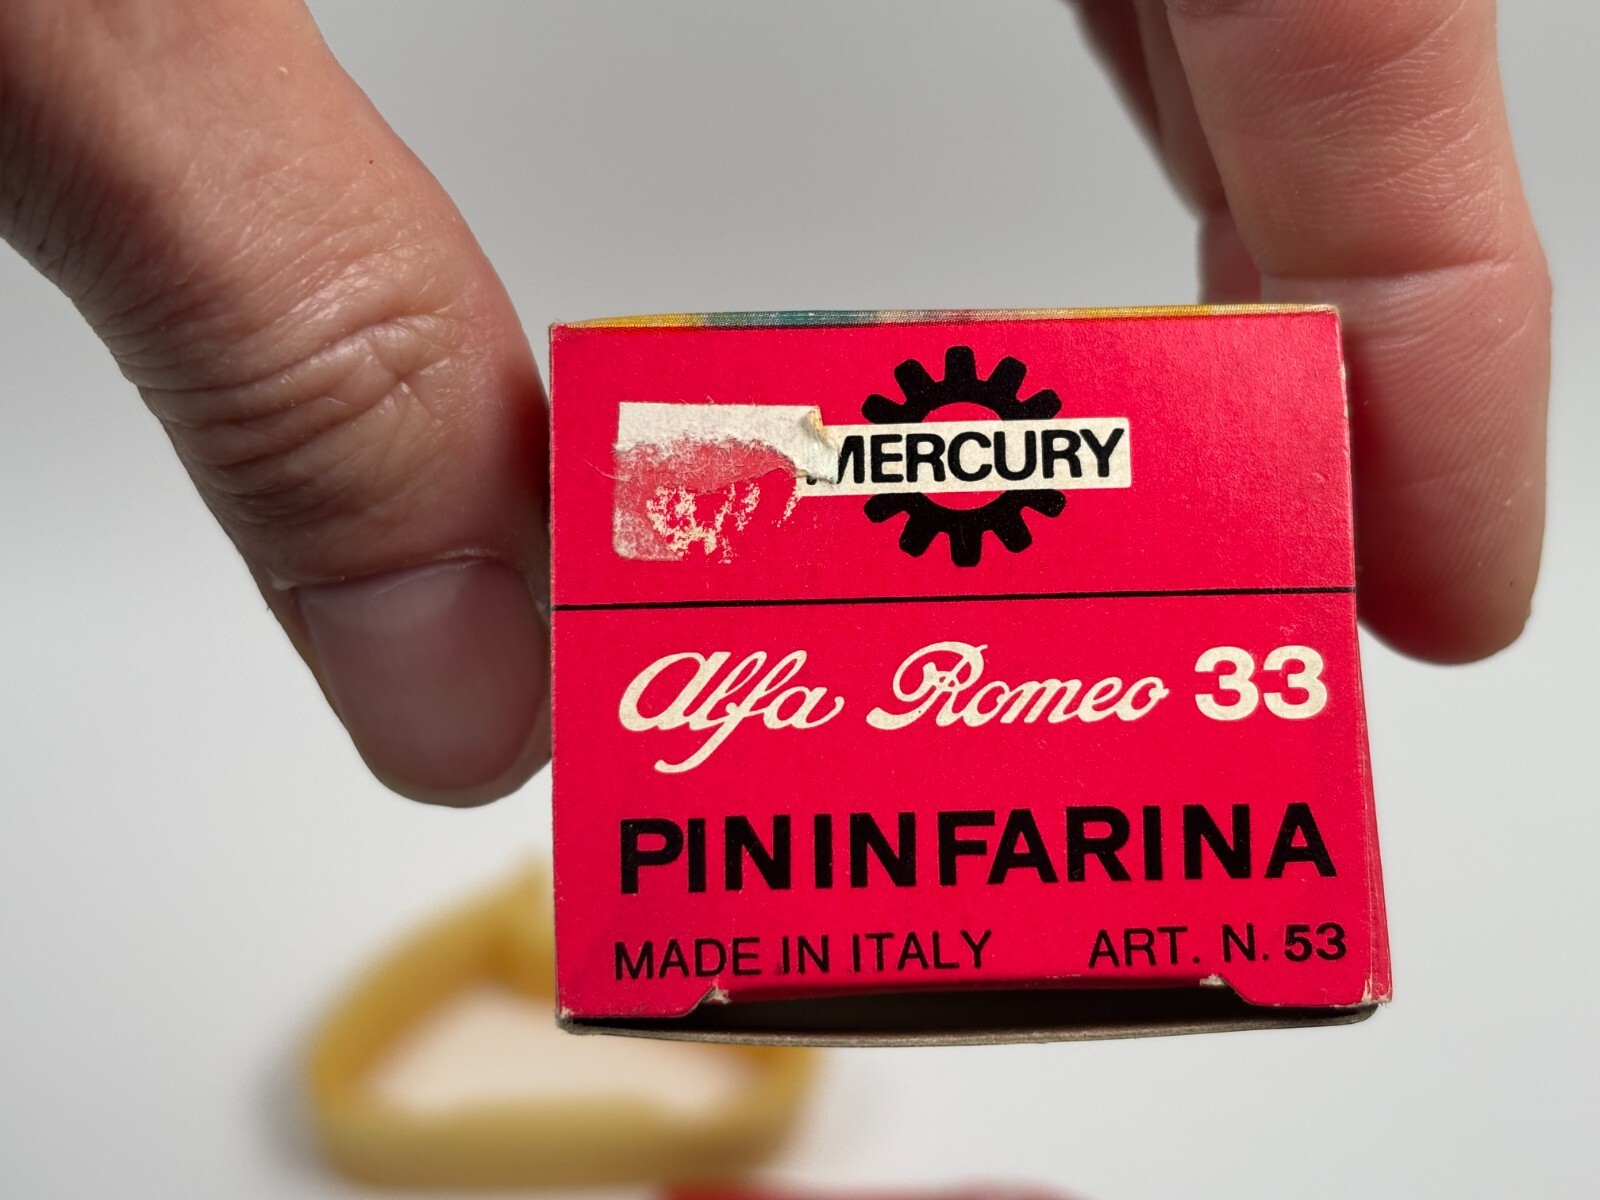 MERCURY
Alfa Romeo 33
PININFARINA
MADE IN ITALY ART. N. 53